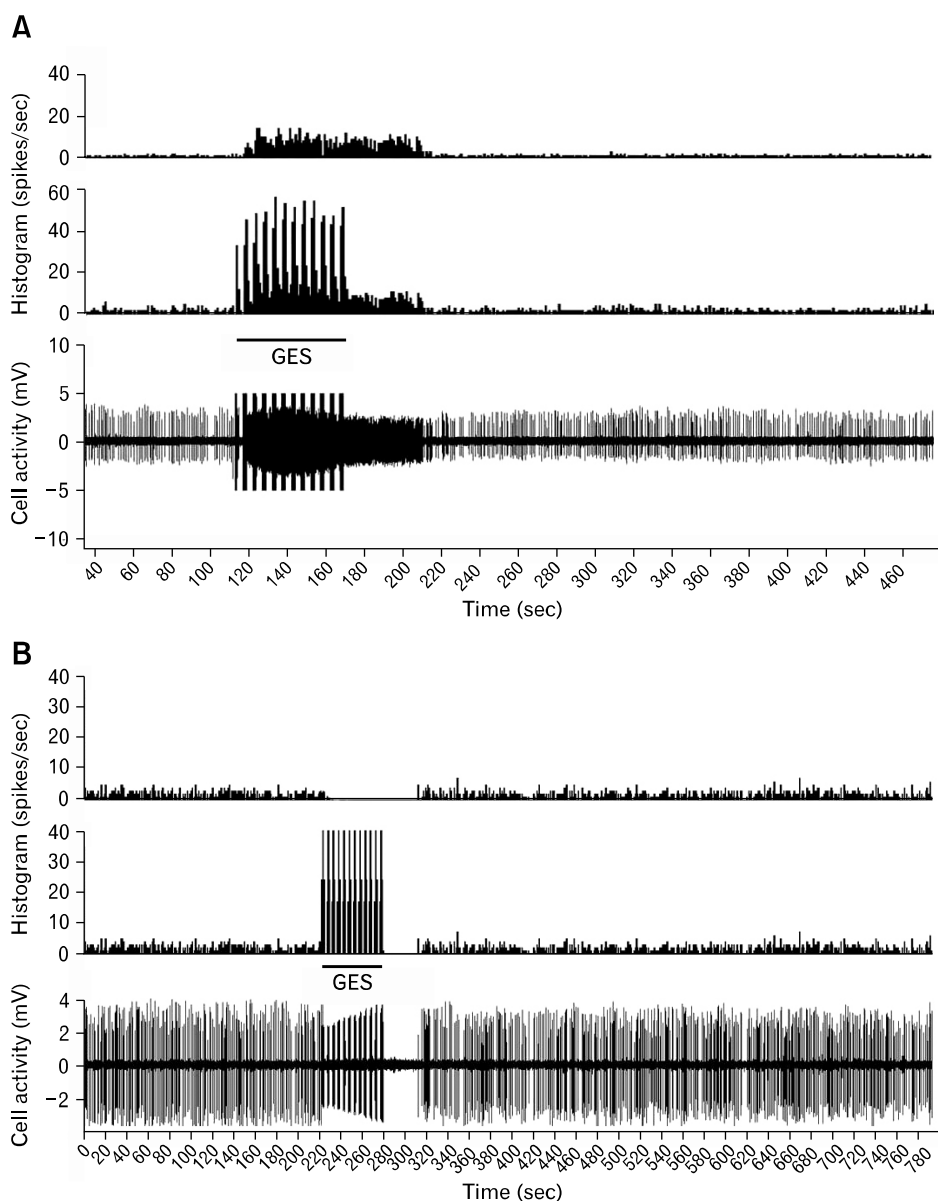 A
Histogram (spikes/sec)
40
20
0
60
40
20
0
GES
Cell activity (mV)
10
5
0
−5
−10
40 60 80 100 120 140 160 180 200 220 240 260 280 300 320 340 360 380 400 420 440 460
Time (sec)
B
Histogram (spikes/sec)
40
30
20
10
0
40
30
20
10
0
GES
Cell activity (mV)
4
2
0
−2
0 20 40 60 80 100 120 140 160 180 200 220 240 260 280 300 320 340 360 380 400 420 440 460 480 500 520 540 560 580 600 620 640 660 680 700 720 740 760 780
Time (sec)